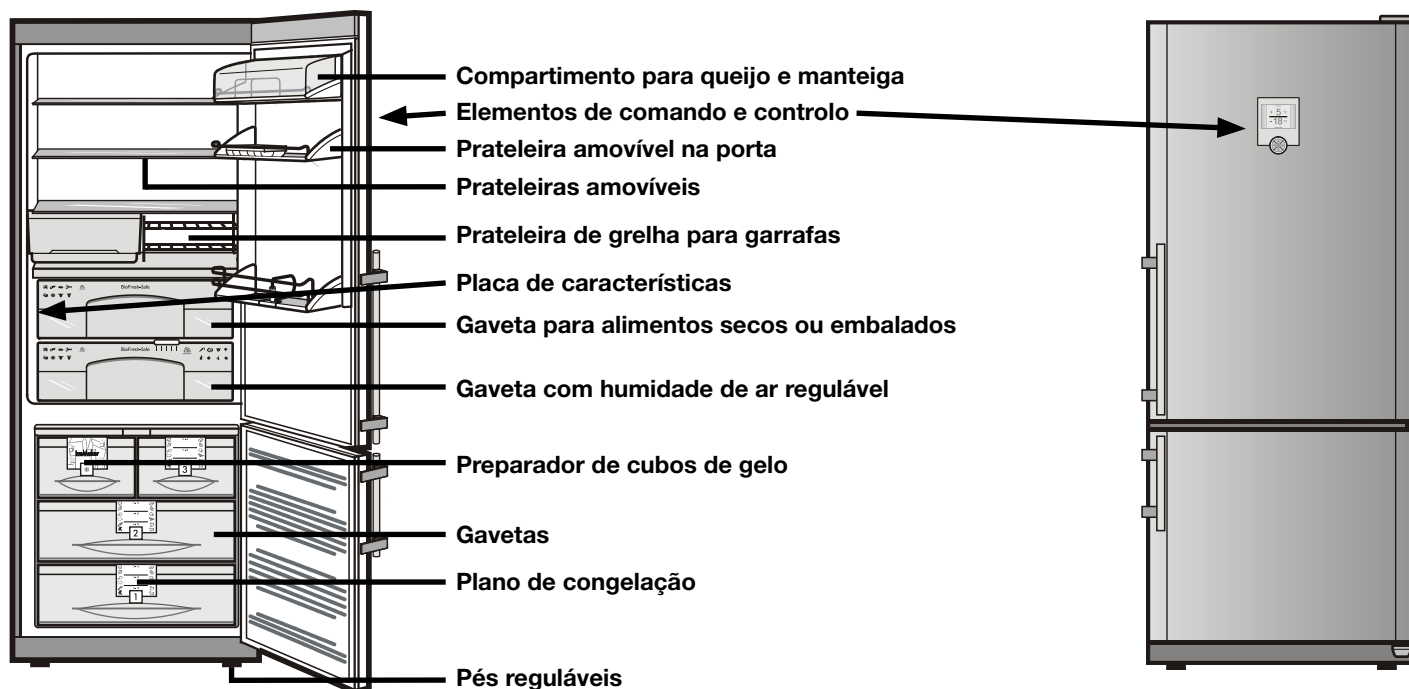 Compartimento para queijo e manteiga
Elementos de comando e controlo
Prateleira amovível na porta
Prateleiras amovíveis
Prateleira de grelha para garrafas
Placa de características
Gaveta para alimentos secos ou embalados
Gaveta com humidade de ar regulável
Preparador de cubos de gelo
Gavetas
Plano de congelação
Pés reguláveis
BioFresh-Safe
BioFresh-Safe
3
2
1
5
-18